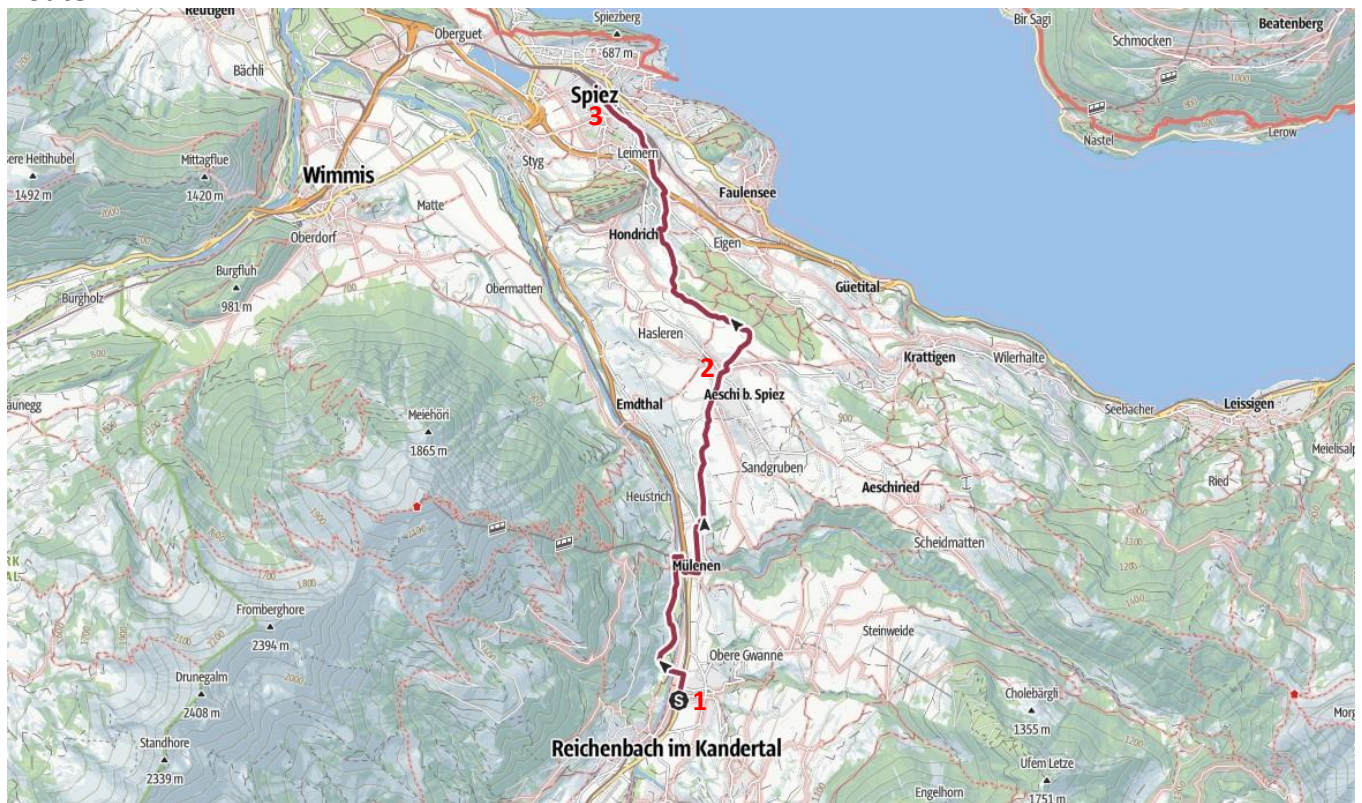 Reutigen
Spiezberg
687 m
Oberguet
Bir Sagi
Schmocken
Beatenberg
Bächli
Spiez
3
Nastel
Lerow
Mittagflue
1420 m
1492 m
Wimmis
Styg
Leimern
Faulensee
Matte
Oberdorf
Hondrich
Eigen
Burgfluh
981 m
Burgholz
Obermatten
Güetital
700
Hasleren
Krattigen
Wilerhalte
2
Aeschi b. Spiez
900
Emdthal
Seebacher
Leissigen
Meiehöri
1865 m
Sandgruben
Aeschiried
Ried
Heustrich
Scheidmatten
Mülenen
Fromberghore
2394 m
Steinweide
Obere Gwanne
Drunegalm
2408 m
S
1
Cholebärgli
1355 m
Standhore
2339 m
Reichenbach im Kandertal
Ufem Letze
1751 m
Engelhorn